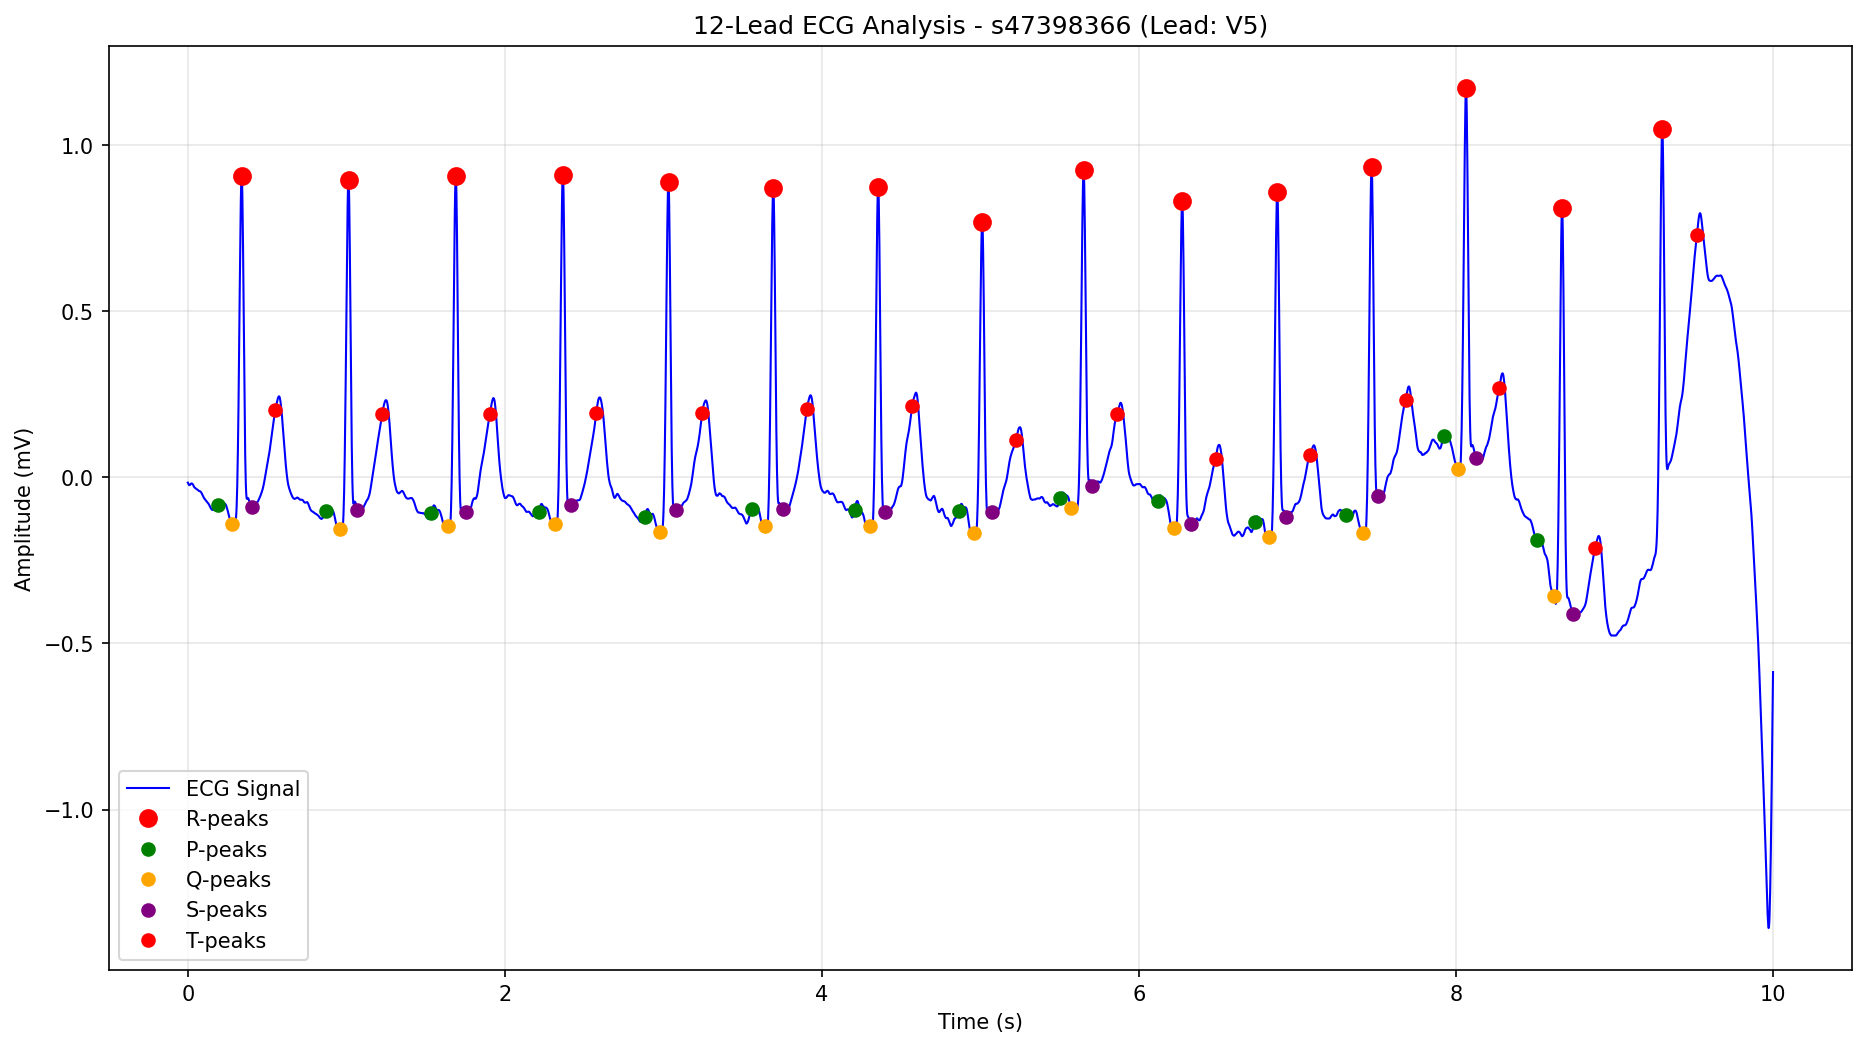 12-Lead ECG Analysis - s47398366 (Lead: V5)
Amplitude (mV)
1.0
0.5
0.0
−0.5
−1.0
ECG Signal
R-peaks
P-peaks
Q-peaks
S-peaks
T-peaks
0 2 4 6 8 10
Time (s)